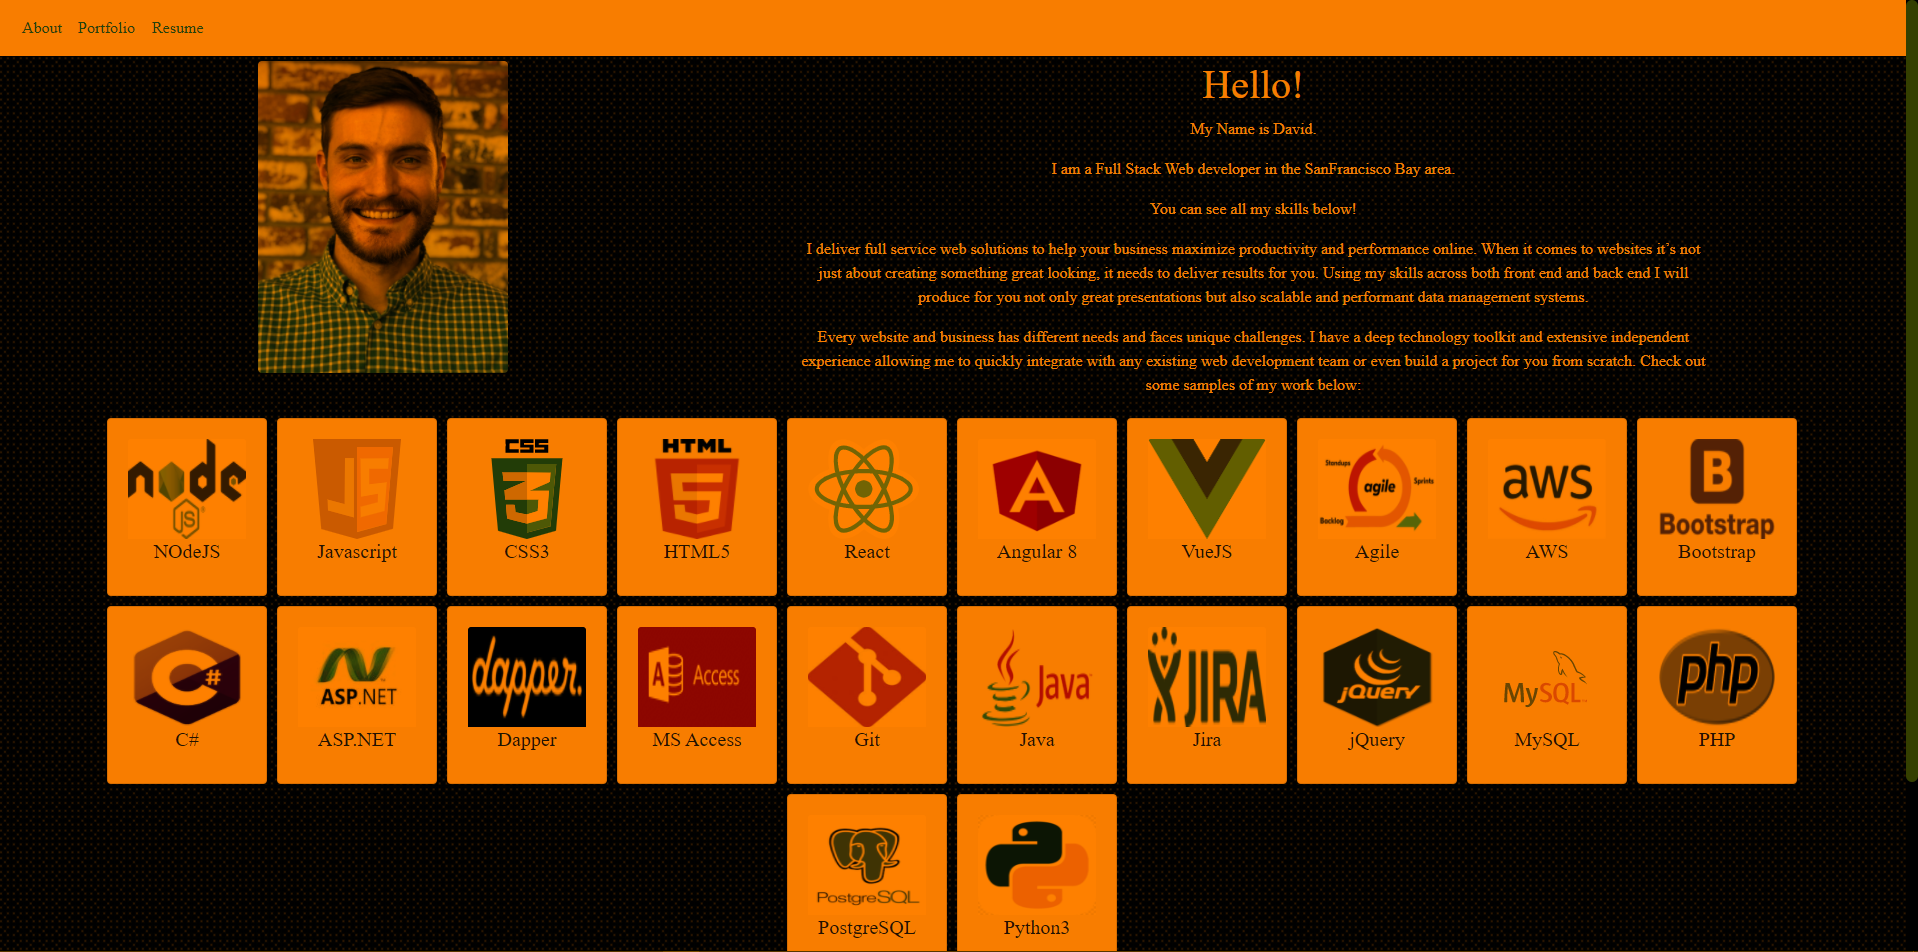 About Portfolio Resume
Hello!
My Name is David.
I am a Full Stack Web developer in the SanFrancisco Bay area.
You can see all my skills below!
I deliver full service web solutions to help your business maximize productivity and performance online. When it comes to websites it’s not
just about creating something great looking, it needs to deliver results for you. Using my skills across both front end and back end I will
produce for you not only great presentations but also scalable and performant data management systems.
Every website and business has different needs and faces unique challenges. I have a deep technology toolkit and extensive independent
experience allowing me to quickly integrate with any existing web development team or even build a project for you from scratch. Check out
some samples of my work below:
node
JS
NOdeJS
JS
Javascript
CSS
3
CSS3
HTML
5
HTML5
React
A
Angular 8
VueJS
Standups
agile
Sprints
Backlog
Agile
aws
AWS
B
Bootstrap
Bootstrap
C#
C#
ASP.NET
ASP.NET
dapper.
Dapper
A Access
MS Access
Git
Java
Java
JIRA
Jira
jQuery
jQuery
MySQL
MySQL
php
PHP
PostgreSQL
PostgreSQL
Python3